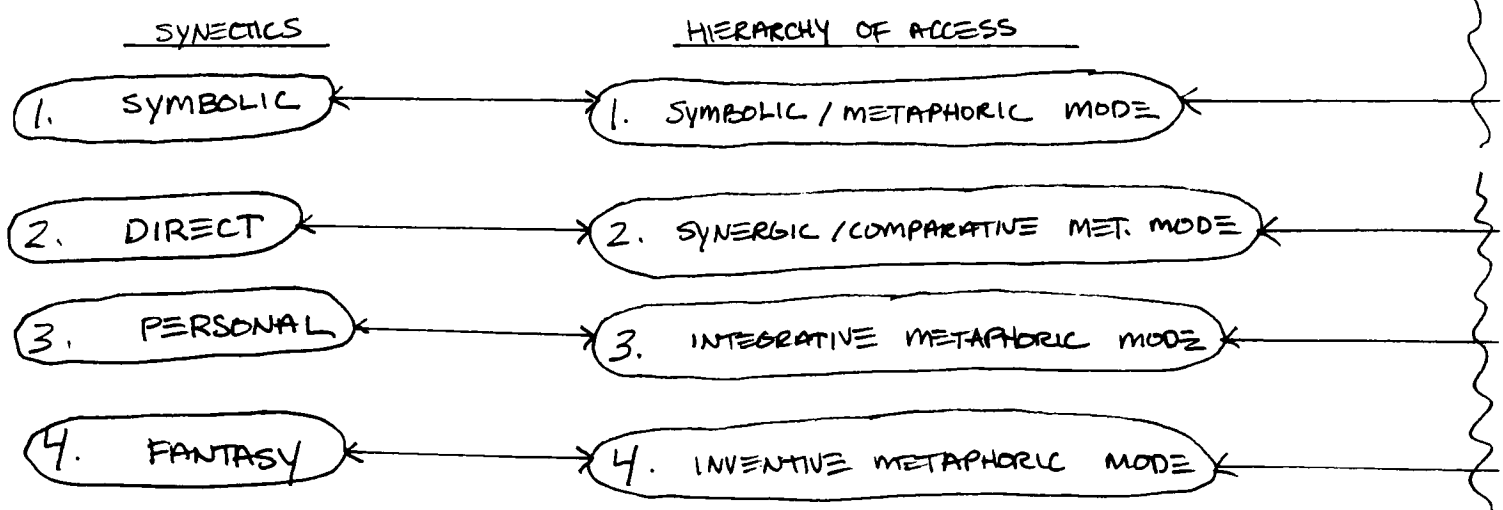 SYNECTICS HIERARCHY OF ACCESS
1. SYMBOLIC 1. SYMBOLIC / METAPHORIC MODE
2. DIRECT 2. SYNERGIC / COMPARATIVE MET. MODE
3. PERSONAL 3. INTEGRATIVE METAPHORIC MODE
4. FANTASY 4. INVENTIVE METAPHORIC MODE